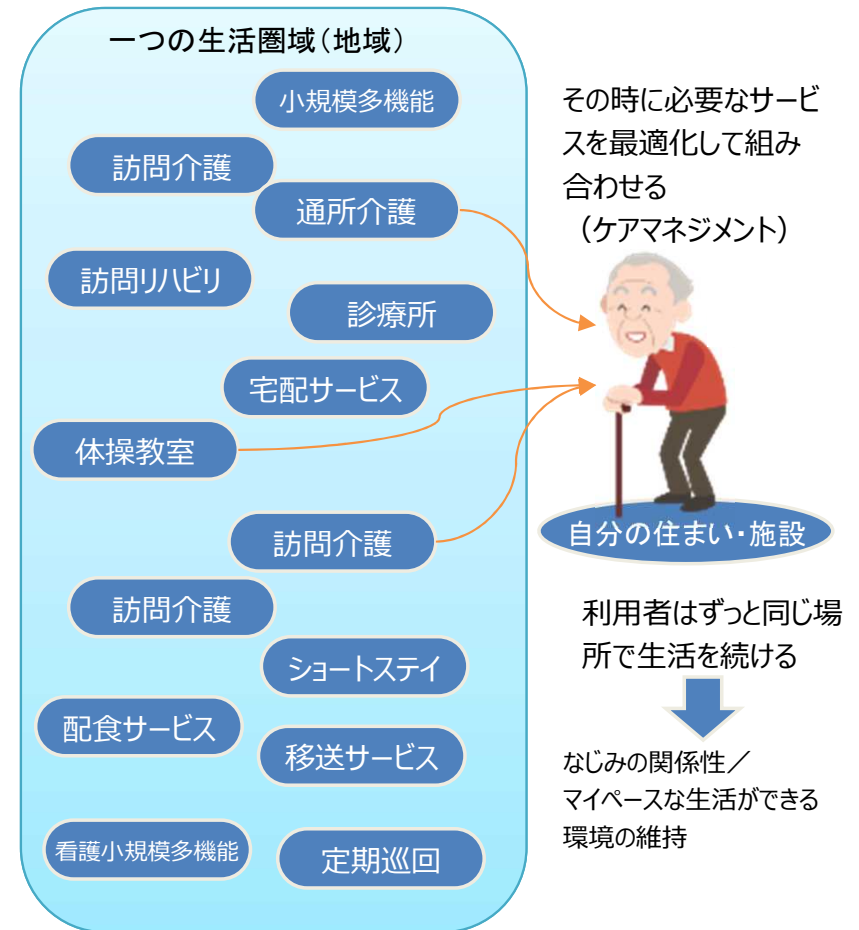 一つの生活圏域（地域）
小規模多機能
訪問介護
通所介護
訪問リハビリ
診療所
宅配サービス
体操教室
訪問介護
訪問介護
ショートステイ
配食サービス
移送サービス
看護小規模多機能
定期巡回
その時に必要なサービ
スを最適化して組み
合わせる
（ケアマネジメント）
自分の住まい・施設
利用者はずっと同じ場
所で生活を続ける
なじみの関係性／
マイペースな生活ができる
環境の維持